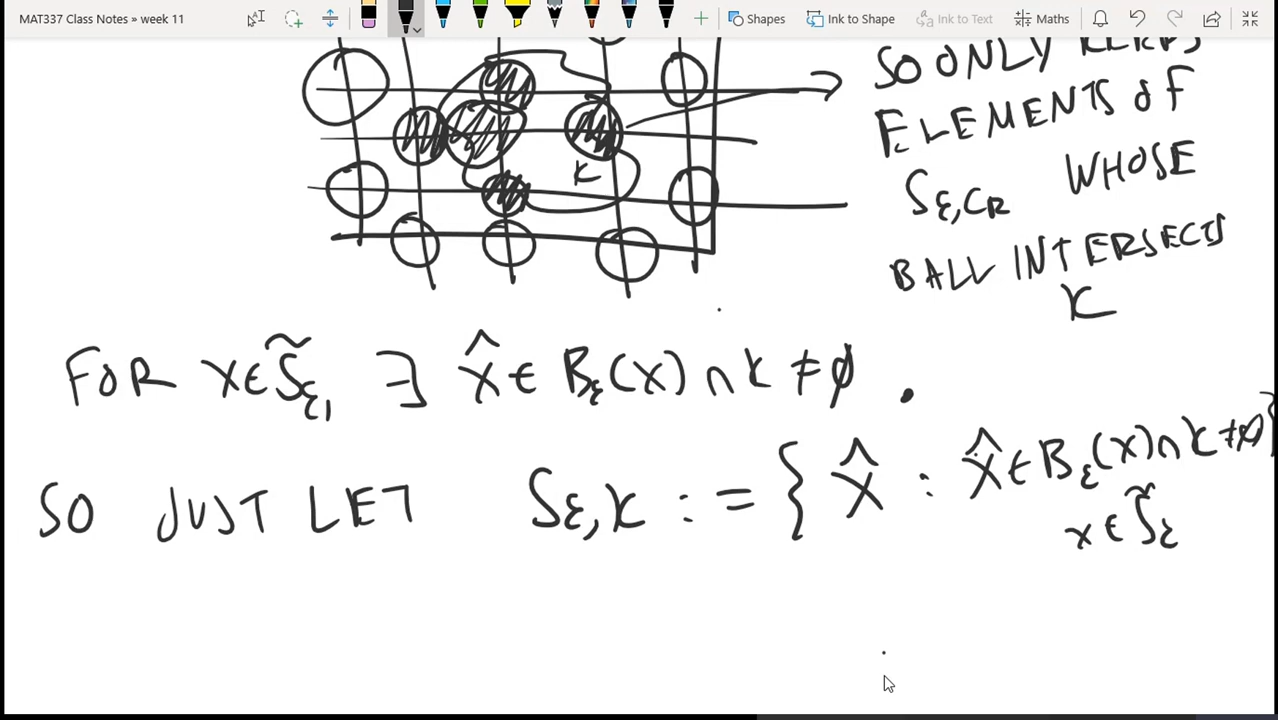 MAT337 Class Notes » week 11
Shapes
Ink to Shape
Ink to Text
Maths
SO ONLY KEEPS
ELEMENTS OF
S_{ε,CR} WHOSE
BALL INTERSECTS
K
K
FOR X∈S̃_ε, ∃ X̂∈B_ε(X)∩K≠∅.
SO JUST LET S_{ε,K} := { X̂ : X̂∈B_ε(X)∩K≠∅}
X∈S̃_ε